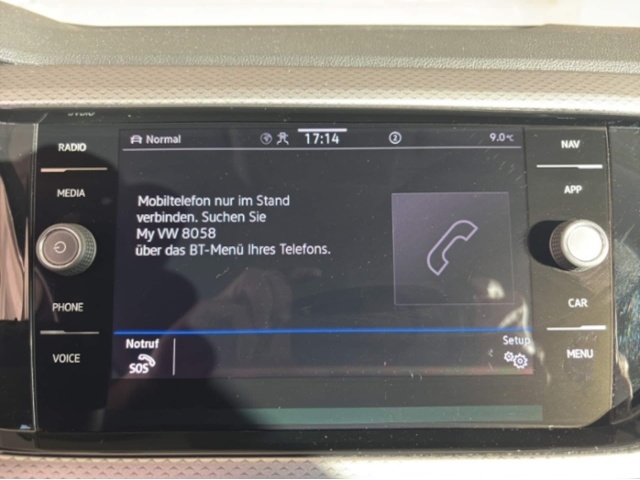 RADIO
MEDIA
PHONE
VOICE
Normal
17:14
2
9.0°C
Mobiltelefon nur im Stand
verbinden. Suchen Sie
My VW 8058
über das BT-Menü Ihres Telefons.
Notruf
SOS
Setup
NAV
APP
CAR
MENU